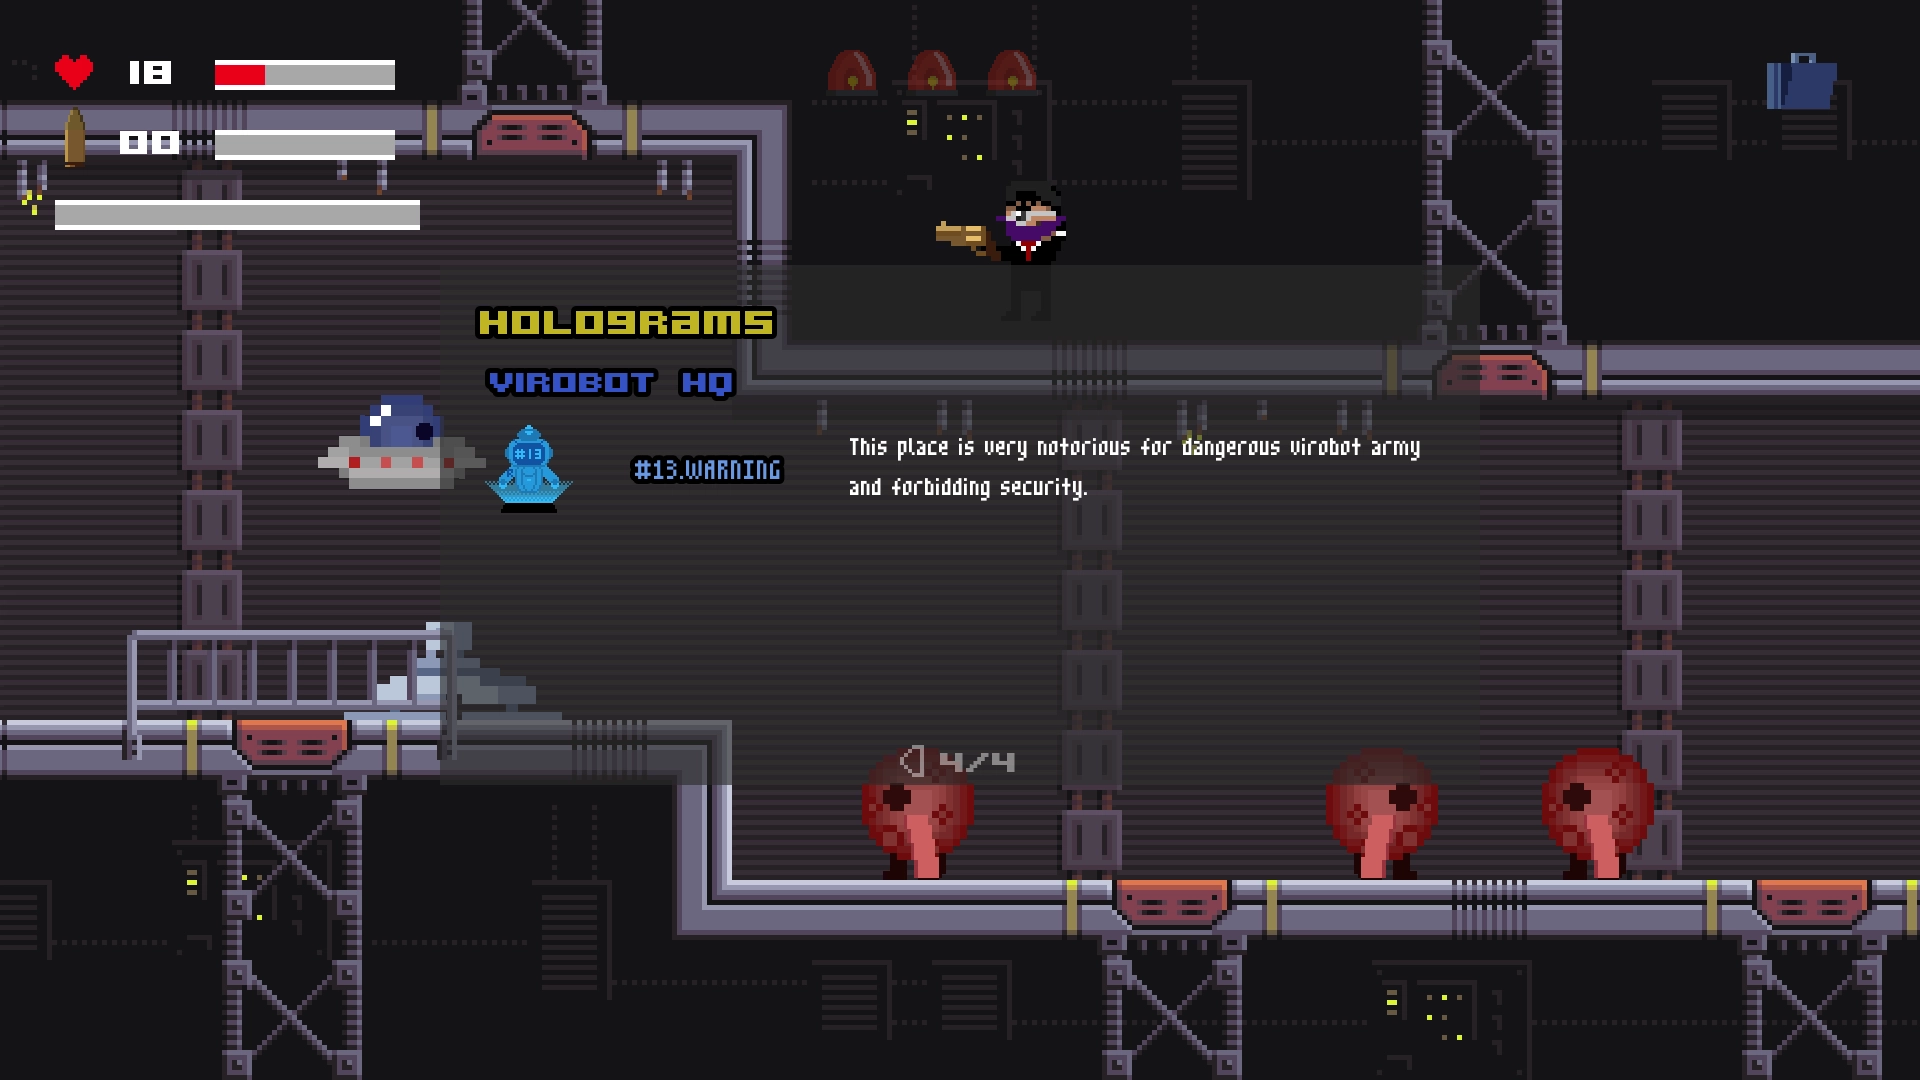 18
00
HOLOGRAMS
VIROBOT HQ
#13
#13.WARNING
This place is very notorious for dangerous virobot army
and forbidding security.
4/4